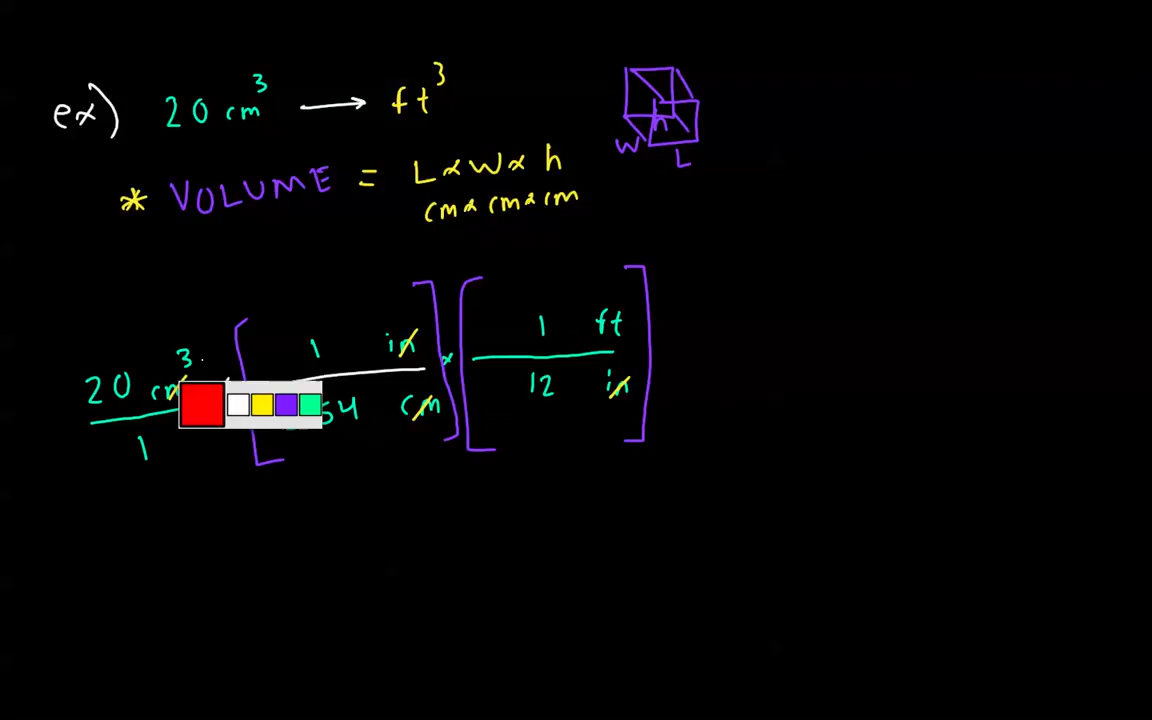 ex) 20 cm³ → ft³
* VOLUME = L x W x h
cm x cm x cm
W h L
20 cm³ / 1 [ 1 in / 54 cm ] x [ 1 ft / 12 in ]